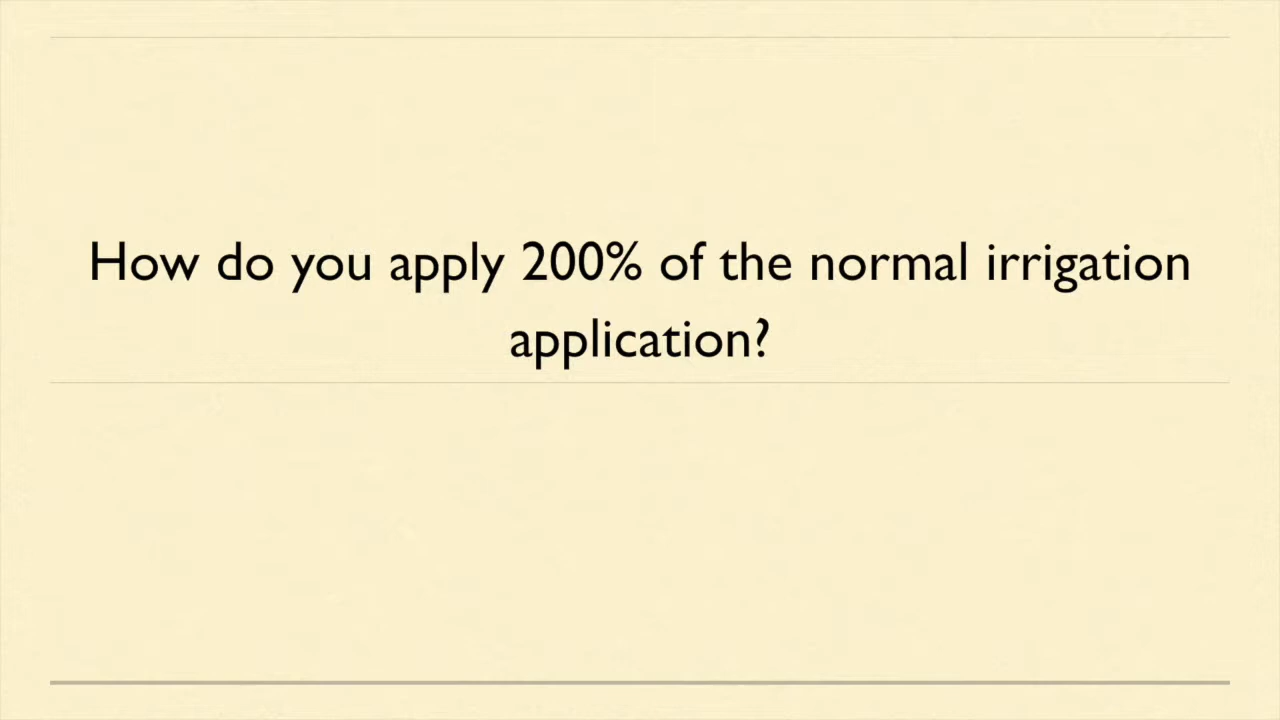 How do you apply 200% of the normal irrigation
application?